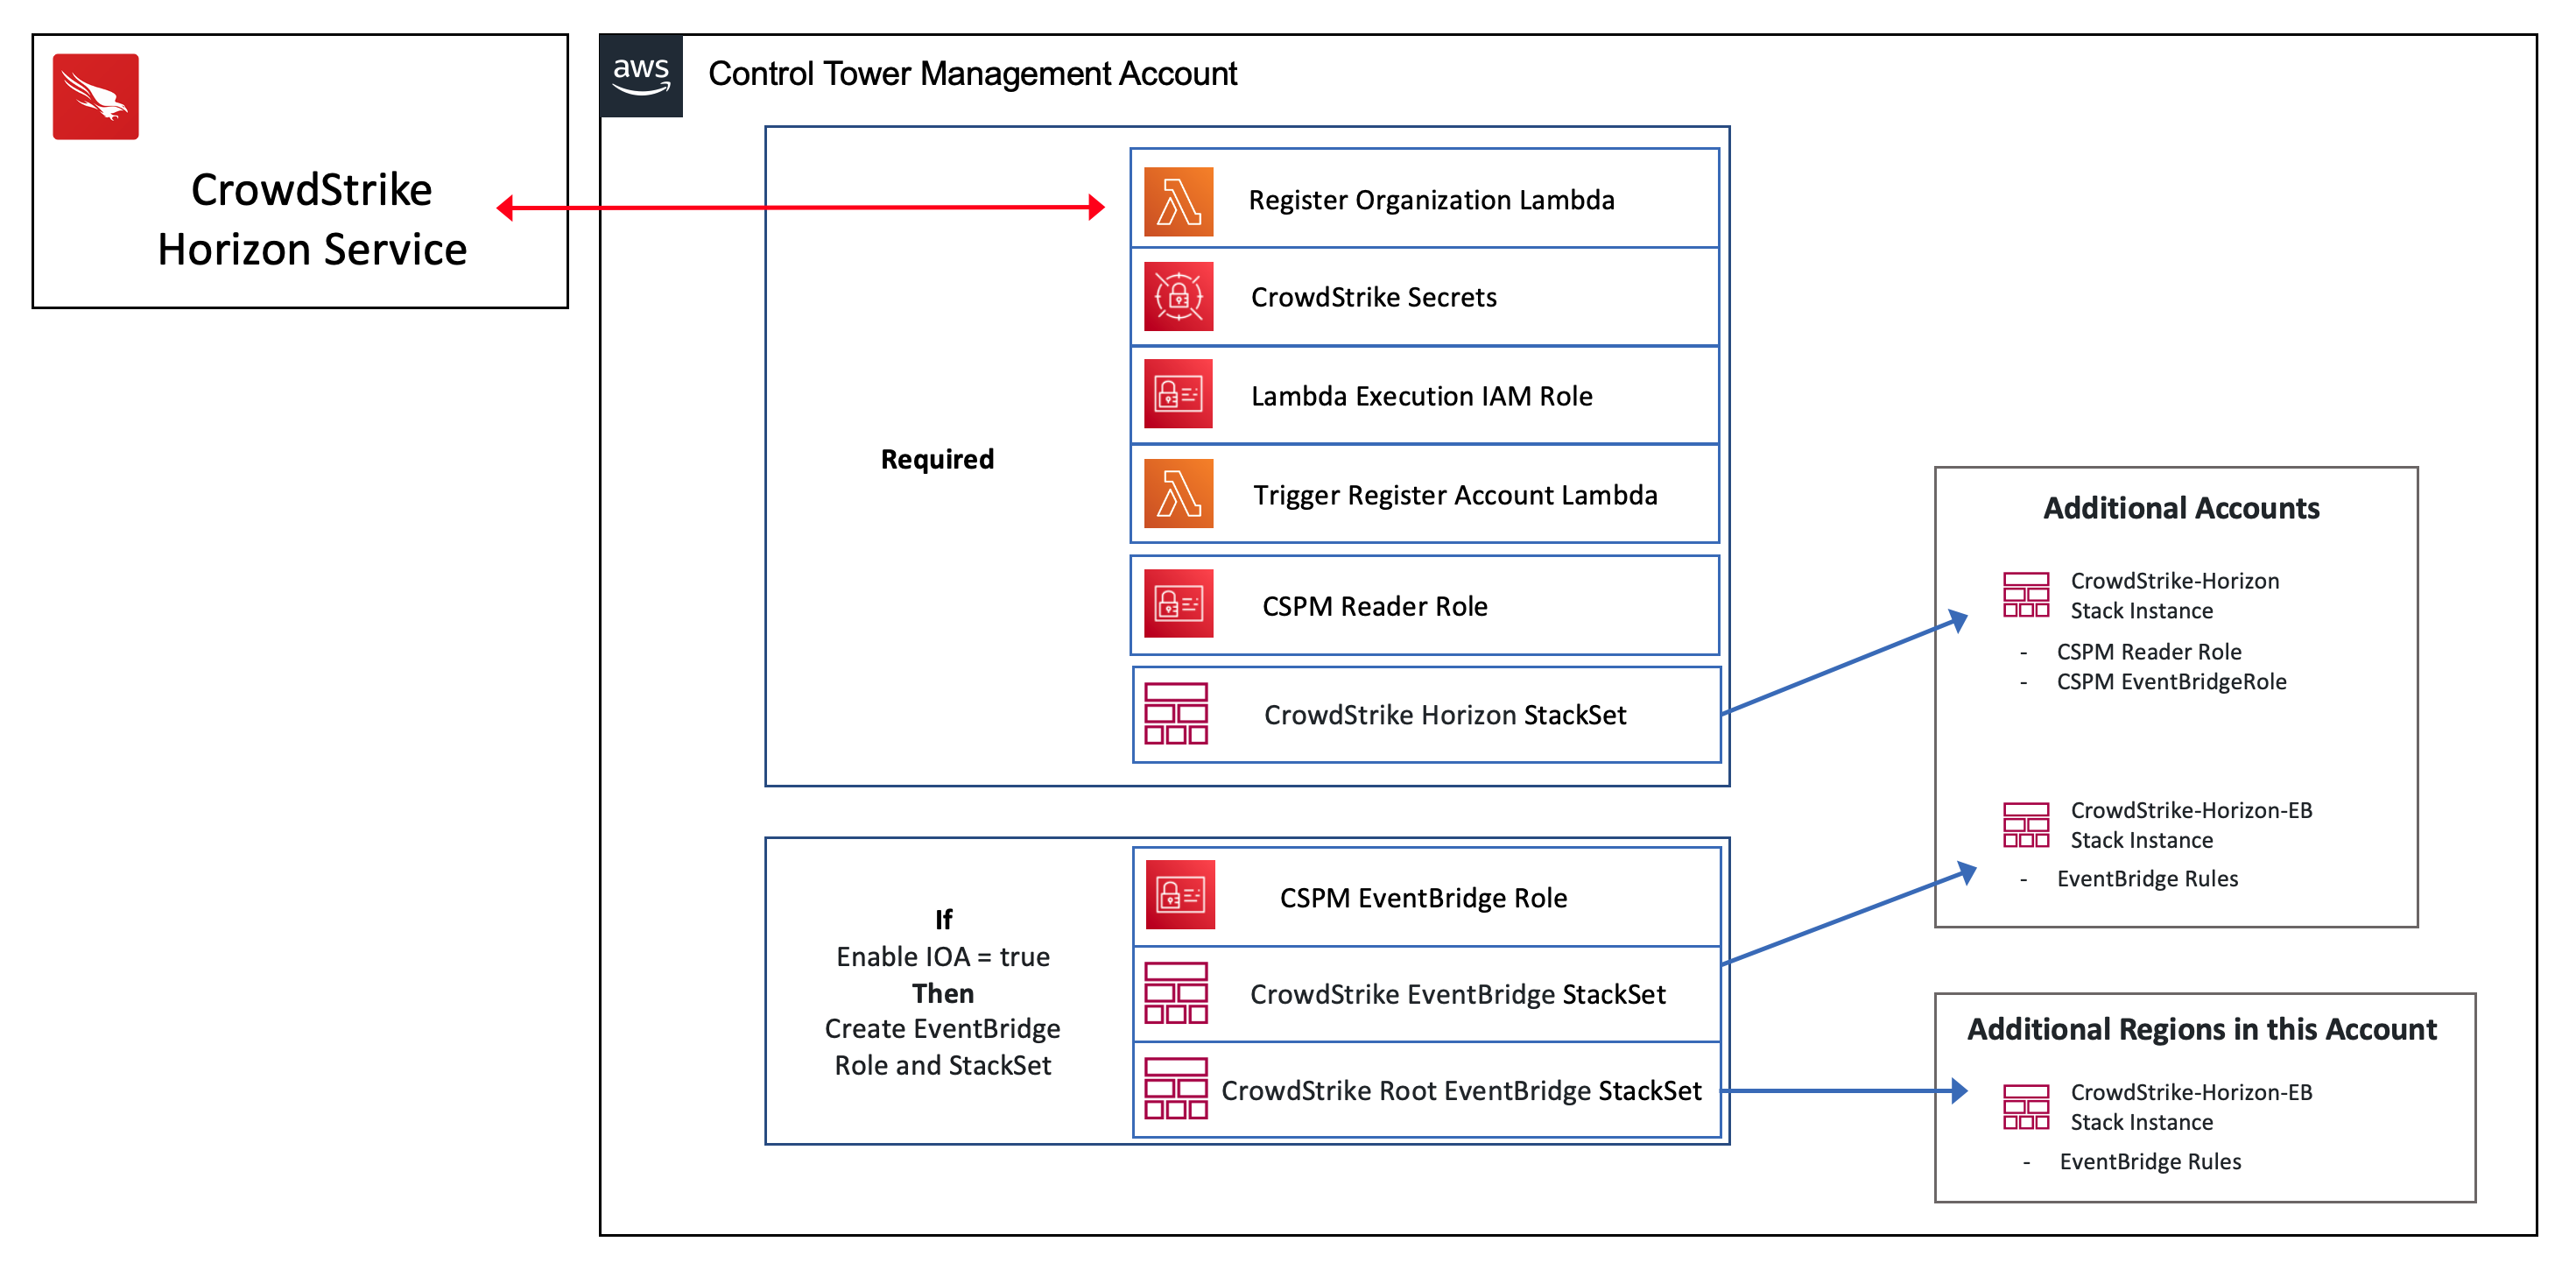 CrowdStrike
Horizon Service
aws
Control Tower Management Account
Required
Register Organization Lambda
CrowdStrike Secrets
Lambda Execution IAM Role
Trigger Register Account Lambda
CSPM Reader Role
CrowdStrike Horizon StackSet
If
Enable IOA = true
Then
Create EventBridge
Role and StackSet
CSPM EventBridge Role
CrowdStrike EventBridge StackSet
CrowdStrike Root EventBridge StackSet
Additional Accounts
CrowdStrike-Horizon
Stack Instance
- CSPM Reader Role
- CSPM EventBridgeRole
CrowdStrike-Horizon-EB
Stack Instance
- EventBridge Rules
Additional Regions in this Account
CrowdStrike-Horizon-EB
Stack Instance
- EventBridge Rules